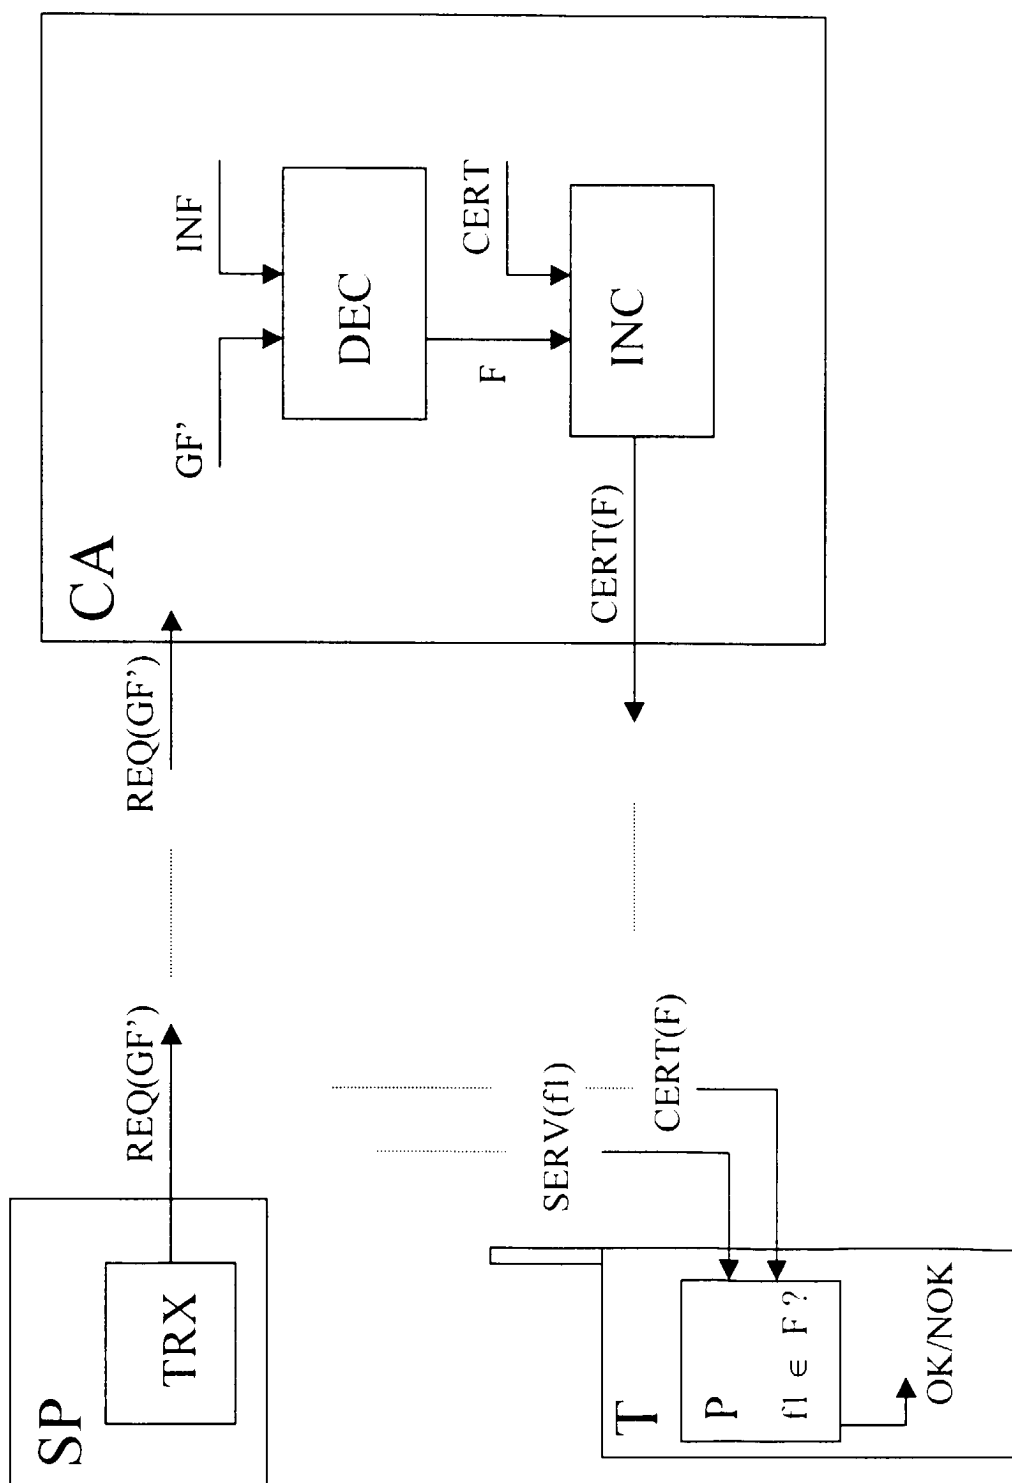 SP
TRX
REQ(GF')
REQ(GF')
CA
GF'
INF
DEC
F
CERT
INC
CERT(F)
SERV(f1)
CERT(F)
T
P
f1 ∈ F ?
OK/NOK